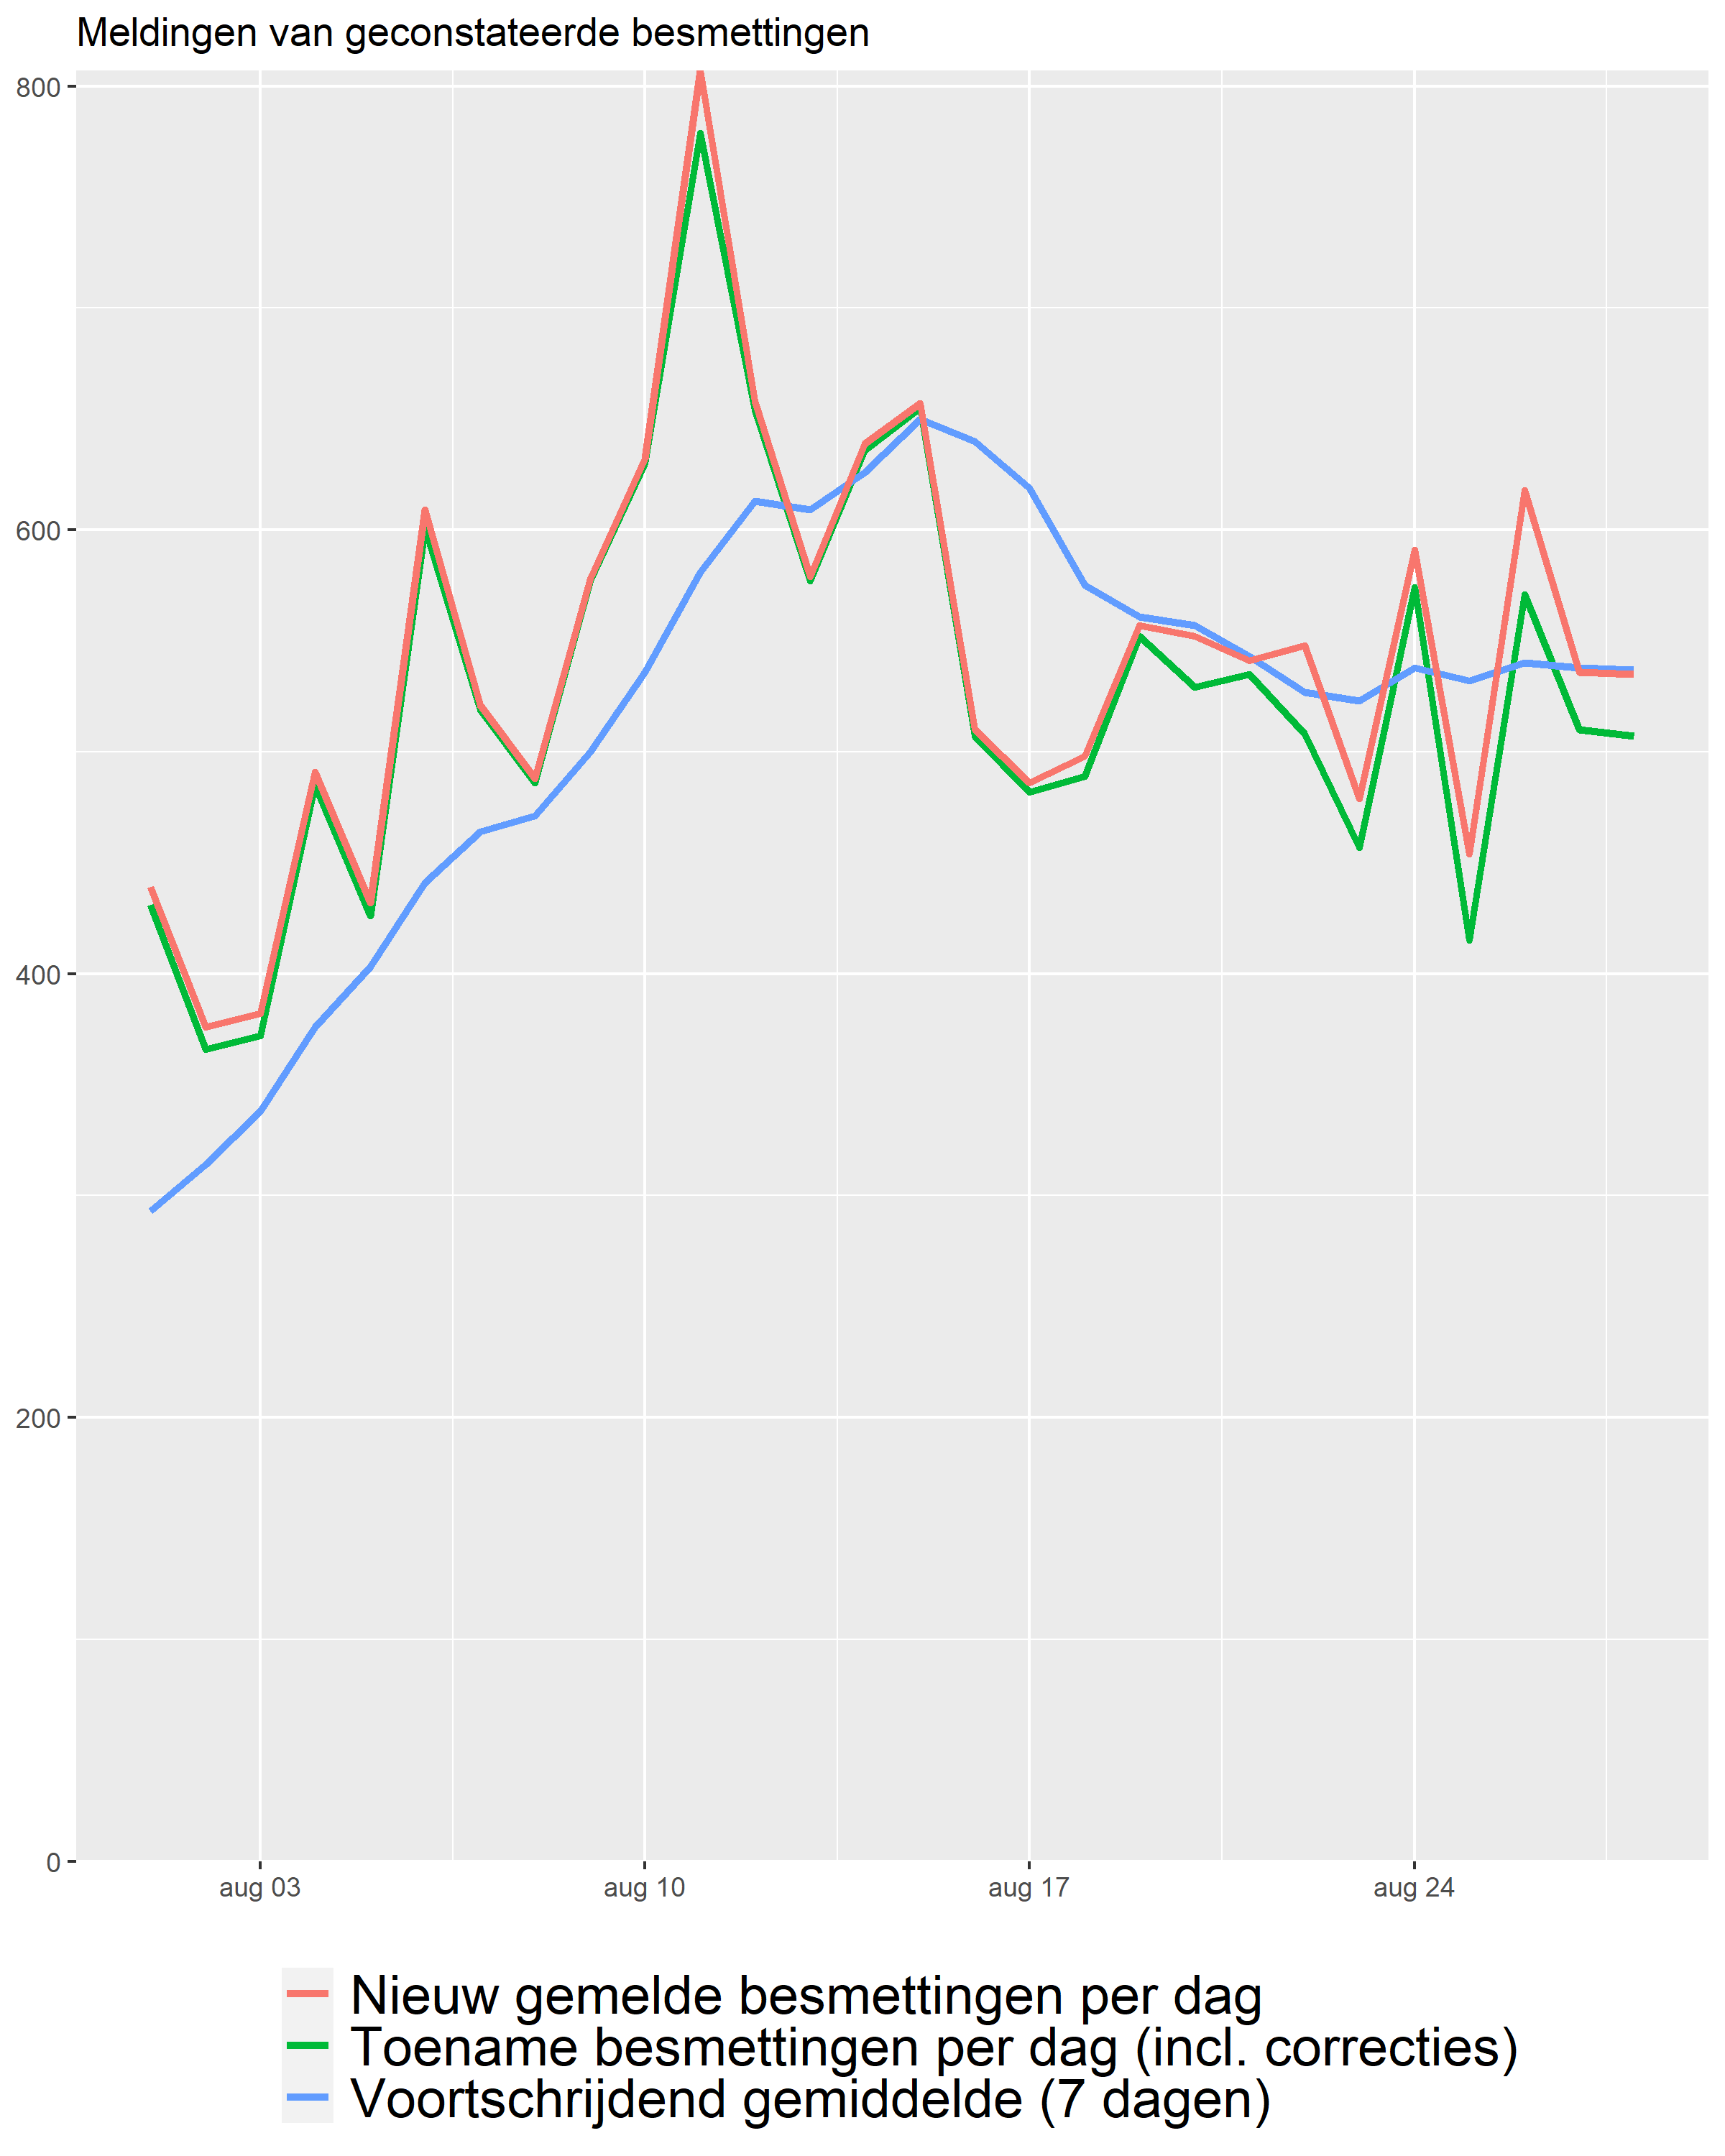 Meldingen van geconstateerde besmettingen
800
600
400
200
0
aug 03
aug 10
aug 17
aug 24
Nieuw gemelde besmettingen per dag
Toename besmettingen per dag (incl. correcties)
Voortschrijdend gemiddelde (7 dagen)